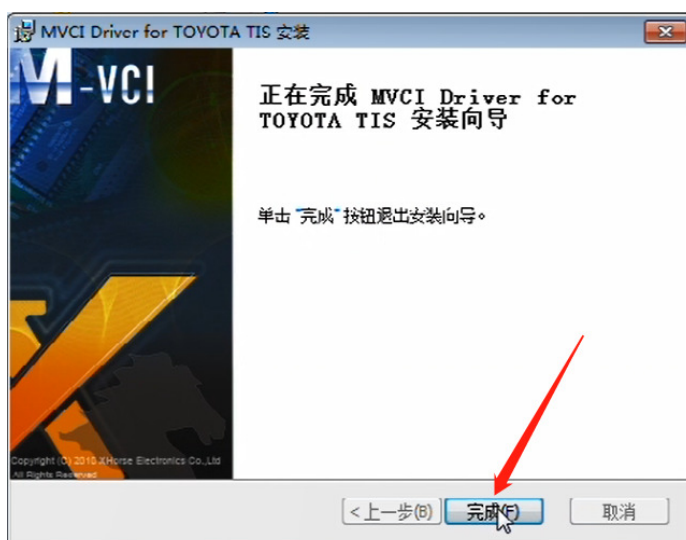 MVCI Driver for TOYOTA TIS 安装
M-VCI
正在完成 MVCI Driver for
TOYOTA TIS 安装向导
单击"完成"按钮退出安装向导。
Copyright (C) 2010 XHorse Electronics Co.,Ltd
All Rights Reserved
<上一步(B)
完成(F)
取消